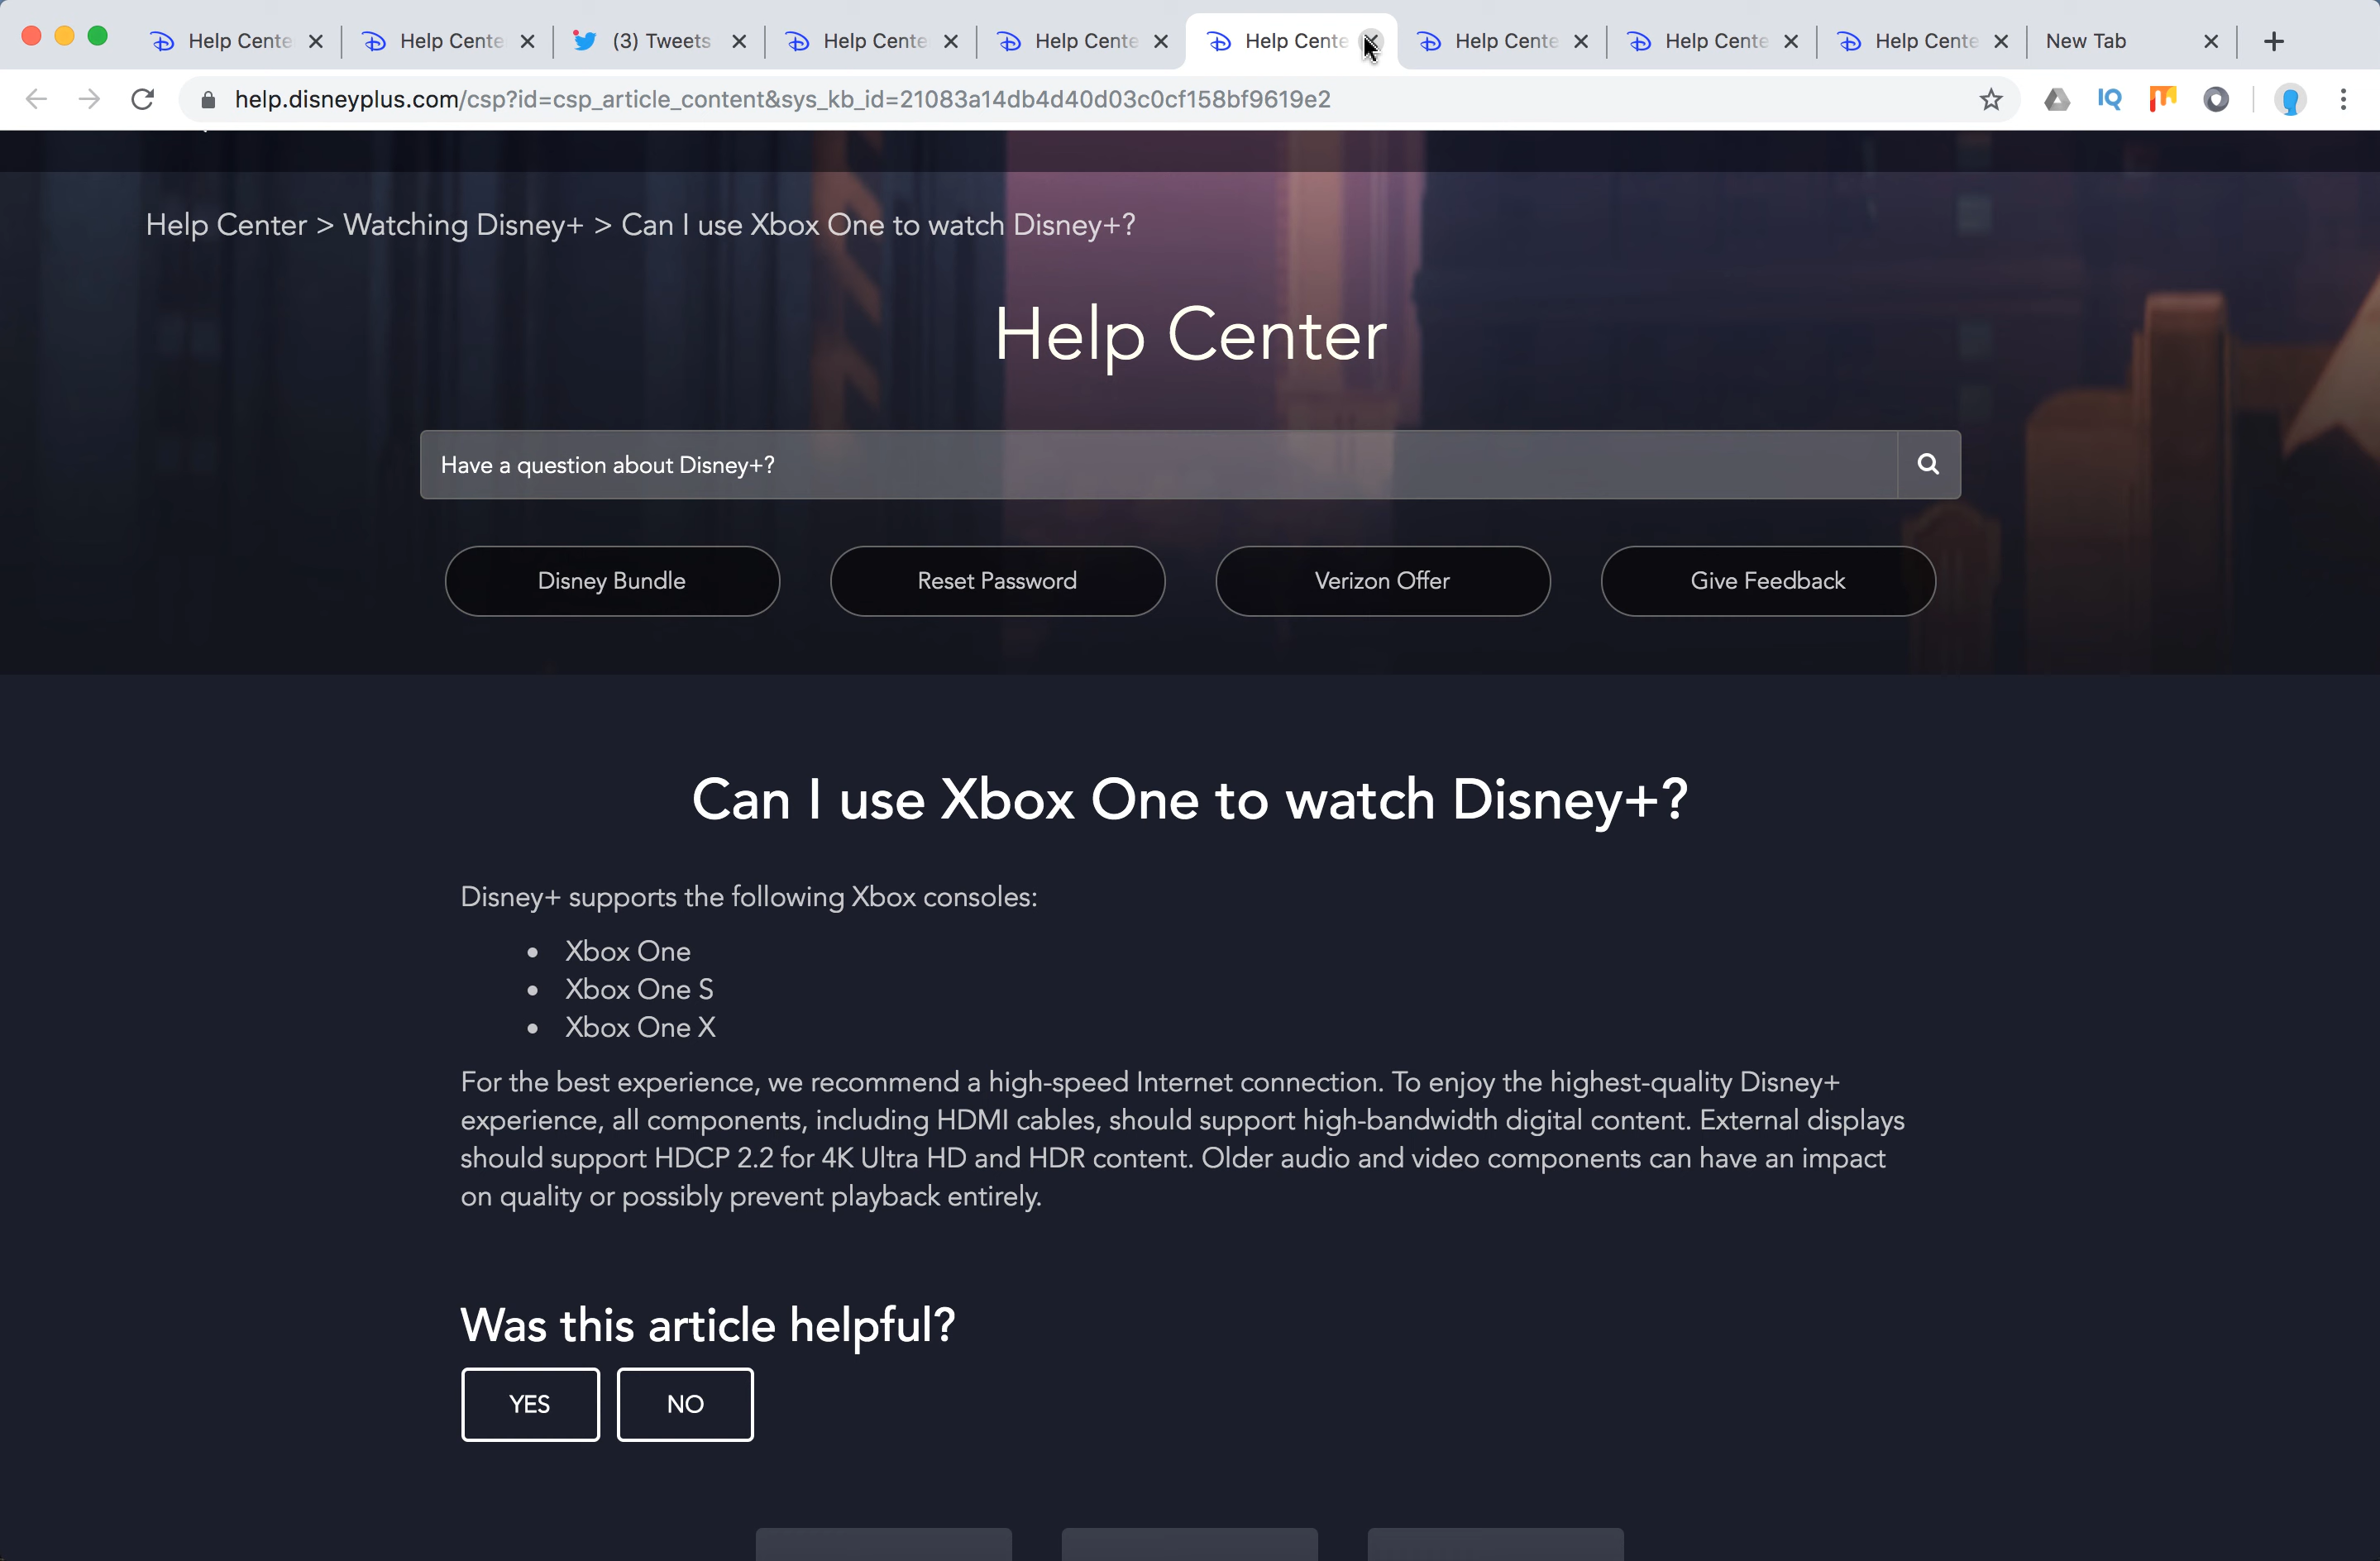 Help Cente
Help Cente
(3) Tweets
Help Cente
Help Cente
Help Cente
Help Cente
Help Cente
Help Cente
New Tab
help.disneyplus.com/csp?id=csp_article_content&sys_kb_id=21083a14db4d40d03c0cf158bf9619e2
IQ
Help Center > Watching Disney+ > Can I use Xbox One to watch Disney+?
Help Center
Have a question about Disney+?
Disney Bundle
Reset Password
Verizon Offer
Give Feedback
Can I use Xbox One to watch Disney+?
Disney+ supports the following Xbox consoles:
• Xbox One
• Xbox One S
• Xbox One X
For the best experience, we recommend a high-speed Internet connection. To enjoy the highest-quality Disney+
experience, all components, including HDMI cables, should support high-bandwidth digital content. External displays
should support HDCP 2.2 for 4K Ultra HD and HDR content. Older audio and video components can have an impact
on quality or possibly prevent playback entirely.
Was this article helpful?
YES
NO